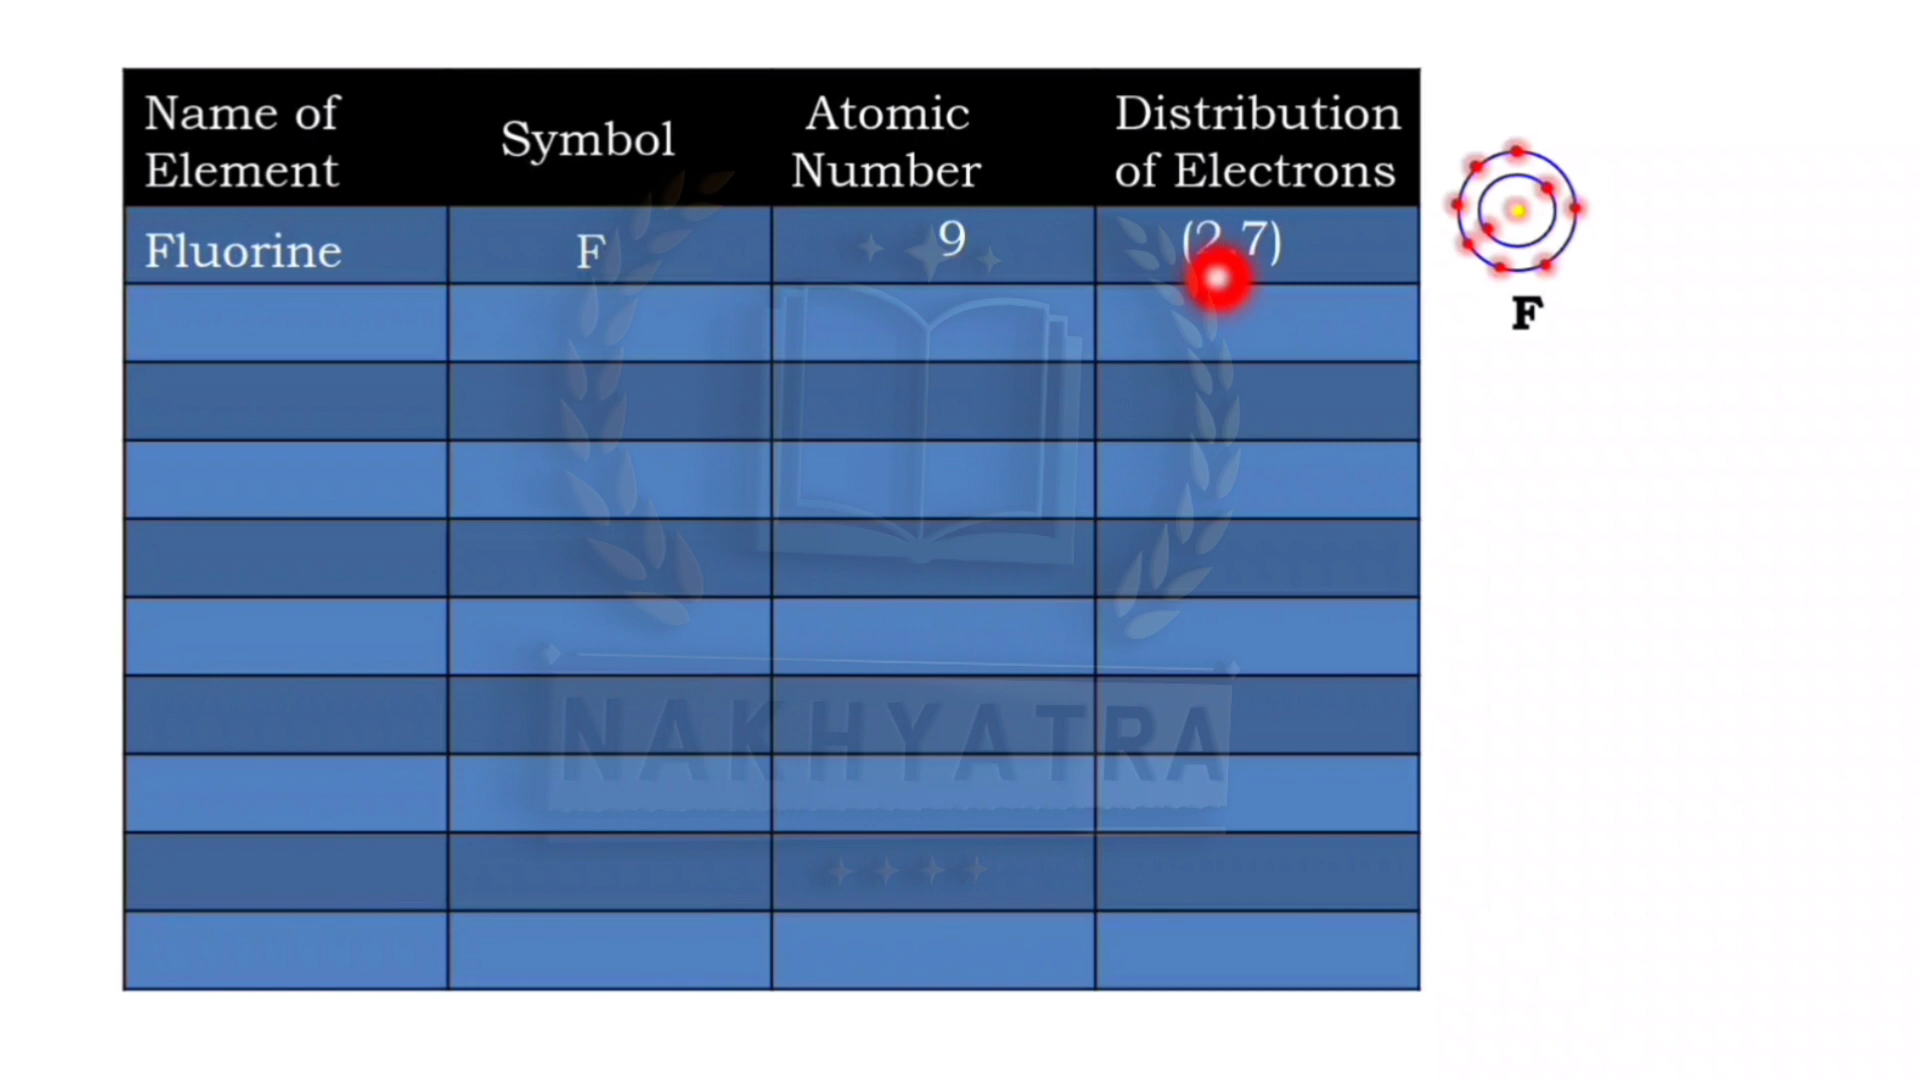 Name of
Element
Symbol
Atomic
Number
Distribution
of Electrons
Fluorine
F
9
(2,7)
F
NAKHYATRA